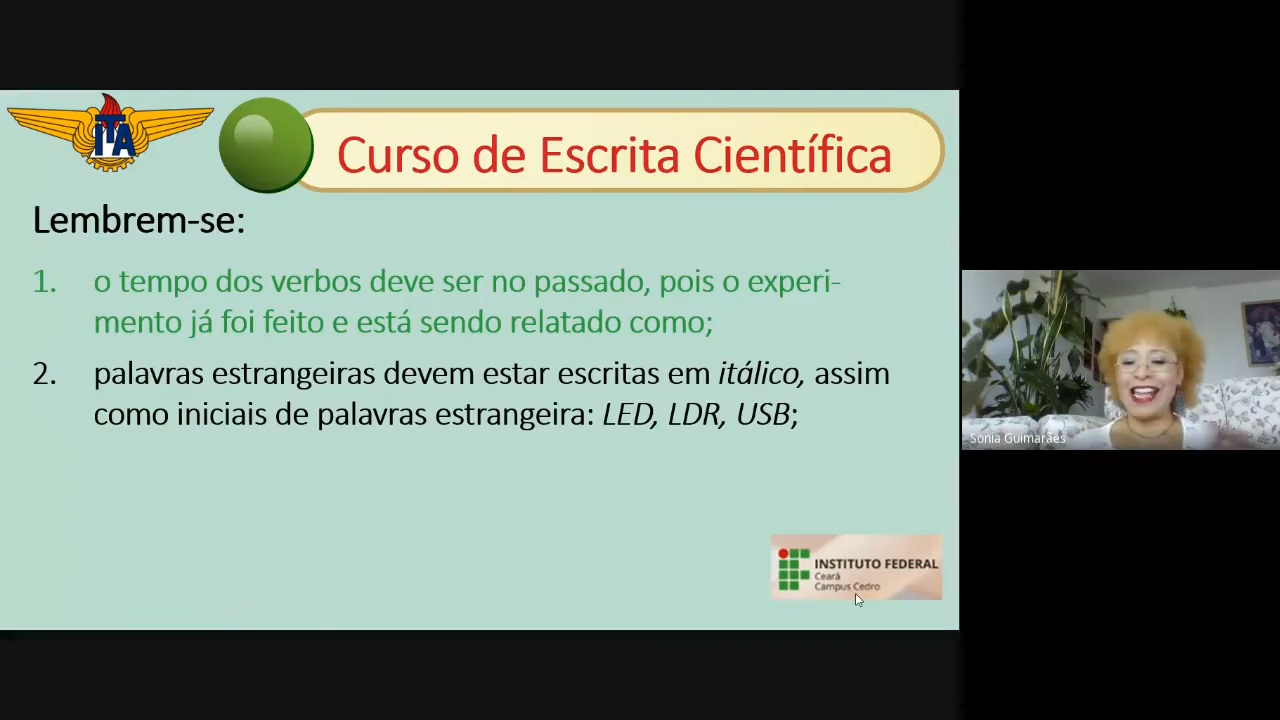 ITA
Curso de Escrita Científica
Lembrem-se:
1. o tempo dos verbos deve ser no passado, pois o experi-
mento já foi feito e está sendo relatado como;
2. palavras estrangeiras devem estar escritas em itálico, assim
como iniciais de palavras estrangeira: LED, LDR, USB;
INSTITUTO FEDERAL
Ceará
Campus Cedro
Sonia Guimarães